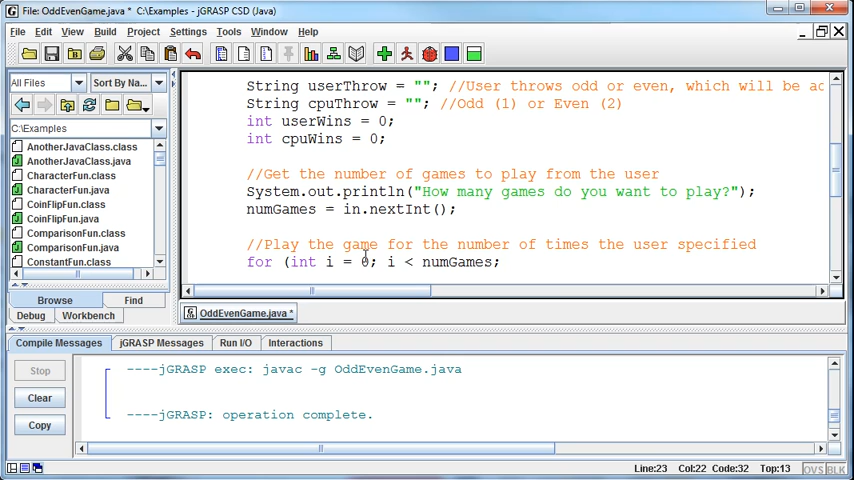 File: OddEvenGame.java * C:\Examples - jGRASP CSD (Java)
File Edit View Build Project Settings Tools Window Help
All Files Sort By Na...
C:\Examples
AnotherJavaClass.class
AnotherJavaClass.java
CharacterFun.class
CharacterFun.java
CoinFlipFun.class
CoinFlipFun.java
ComparisonFun.class
ComparisonFun.java
ConstantFun.class
Browse Find
Debug Workbench
String userThrow = ""; //User throws odd or even, which will be ad
String cpuThrow = ""; //Odd (1) or Even (2)
int userWins = 0;
int cpuWins = 0;
//Get the number of games to play from the user
System.out.println("How many games do you want to play?");
numGames = in.nextInt();
//Play the game for the number of times the user specified
for (int i = 0; i < numGames;
OddEvenGame.java *
Compile Messages jGRASP Messages Run I/O Interactions
Stop
Clear
Copy
----jGRASP exec: javac -g OddEvenGame.java
----jGRASP: operation complete.
Line:23 Col:22 Code:32 Top:13 OVS BLK